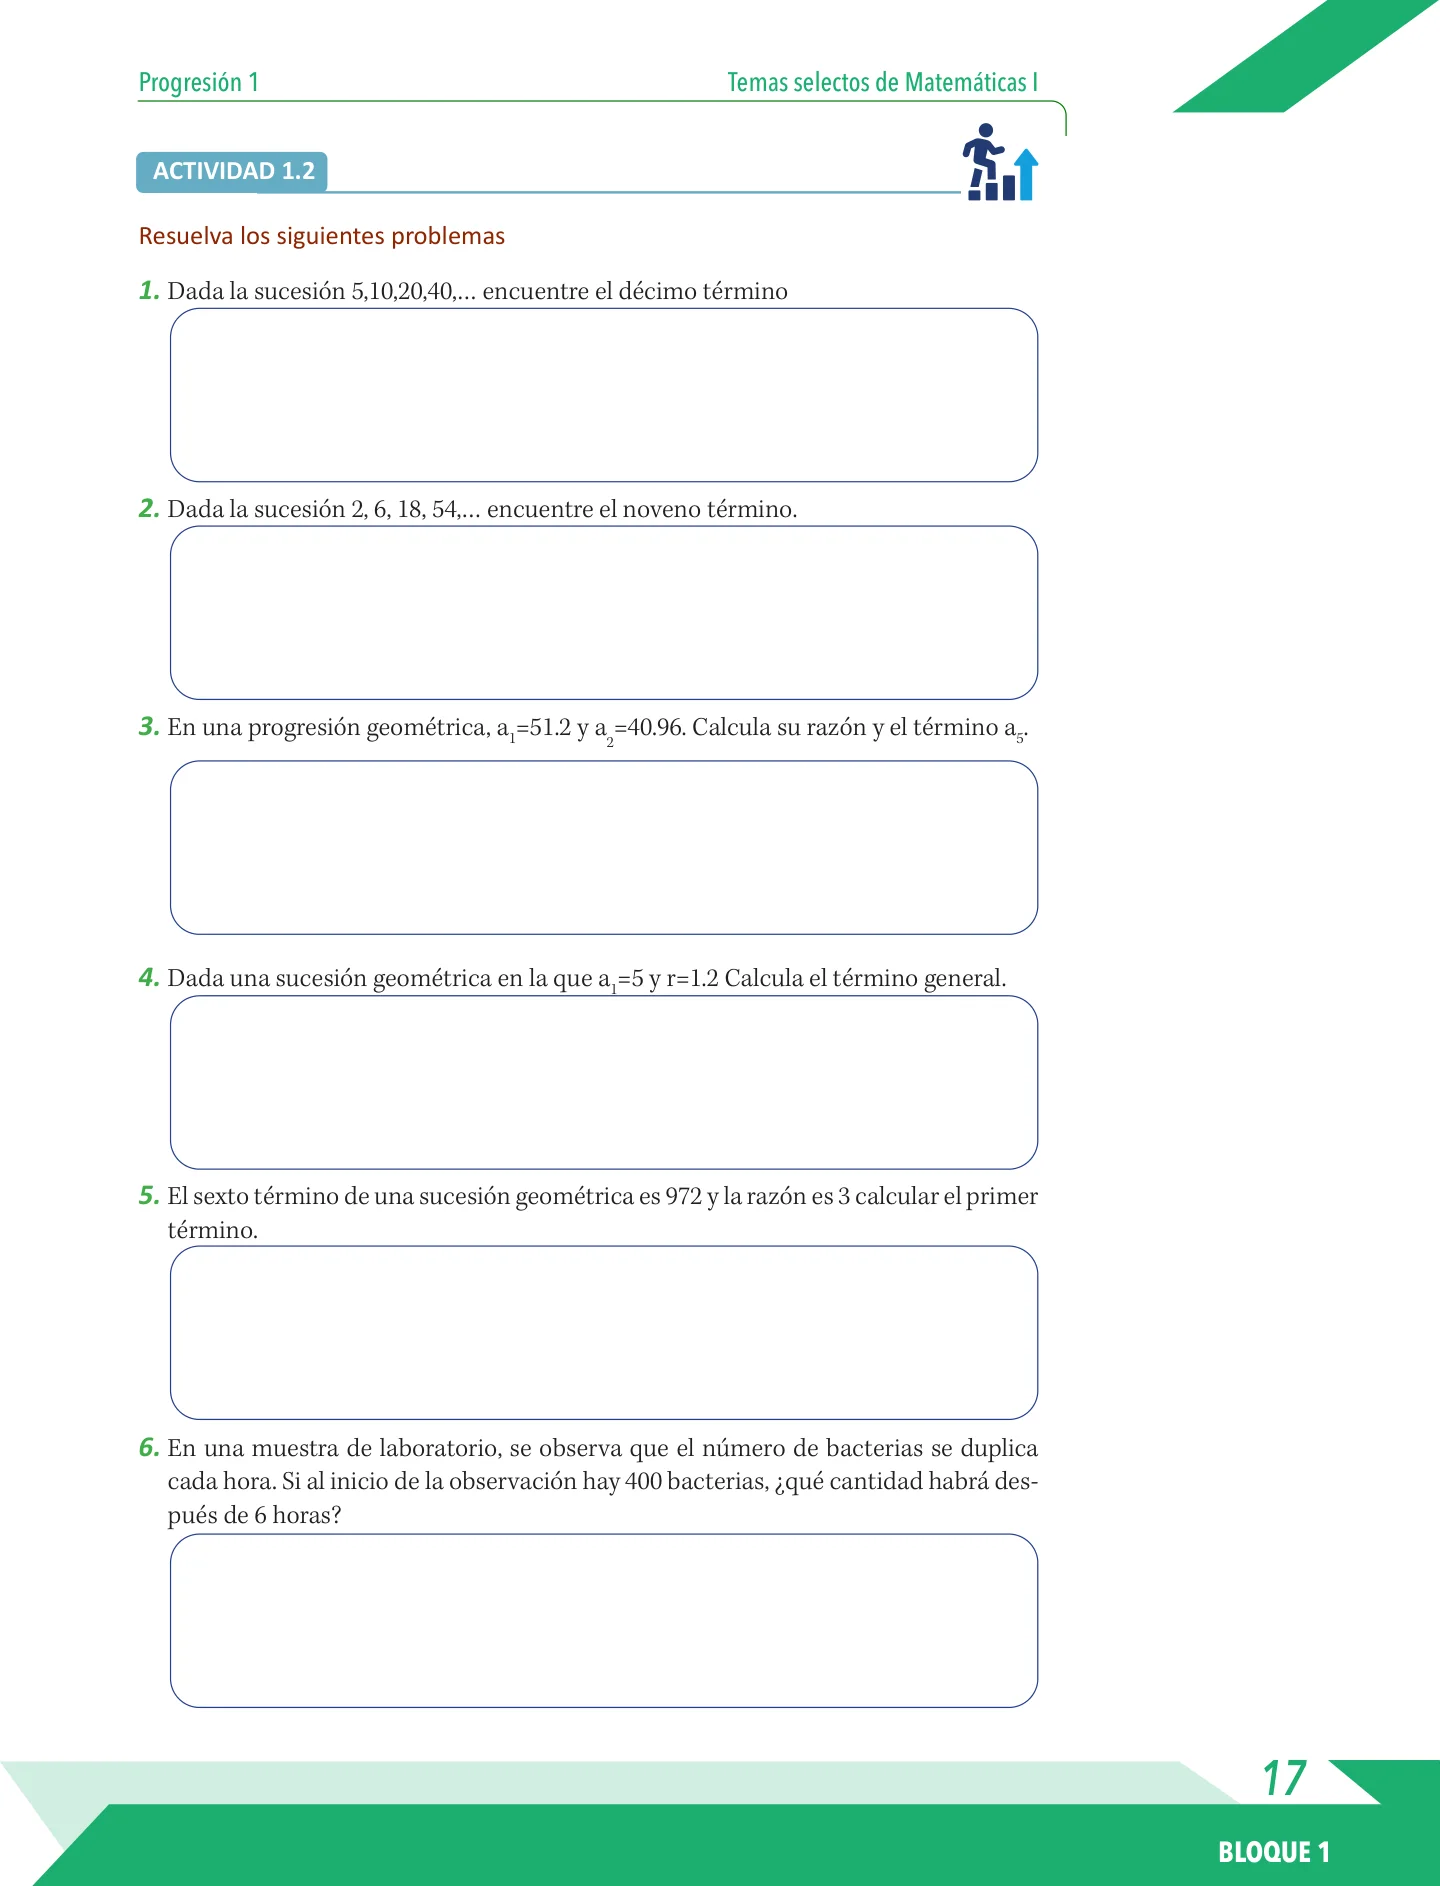 Progresión 1
Temas selectos de Matemáticas I
ACTIVIDAD 1.2
Resuelva los siguientes problemas
1. Dada la sucesión 5,10,20,40,... encuentre el décimo término
2. Dada la sucesión 2, 6, 18, 54,... encuentre el noveno término.
3. En una progresión geométrica, a₁=51.2 y a₂=40.96. Calcula su razón y el término a₅.
4. Dada una sucesión geométrica en la que a₁=5 y r=1.2 Calcula el término general.
5. El sexto término de una sucesión geométrica es 972 y la razón es 3 calcular el primer
término.
6. En una muestra de laboratorio, se observa que el número de bacterias se duplica
cada hora. Si al inicio de la observación hay 400 bacterias, ¿qué cantidad habrá des-
pués de 6 horas?
17
BLOQUE 1